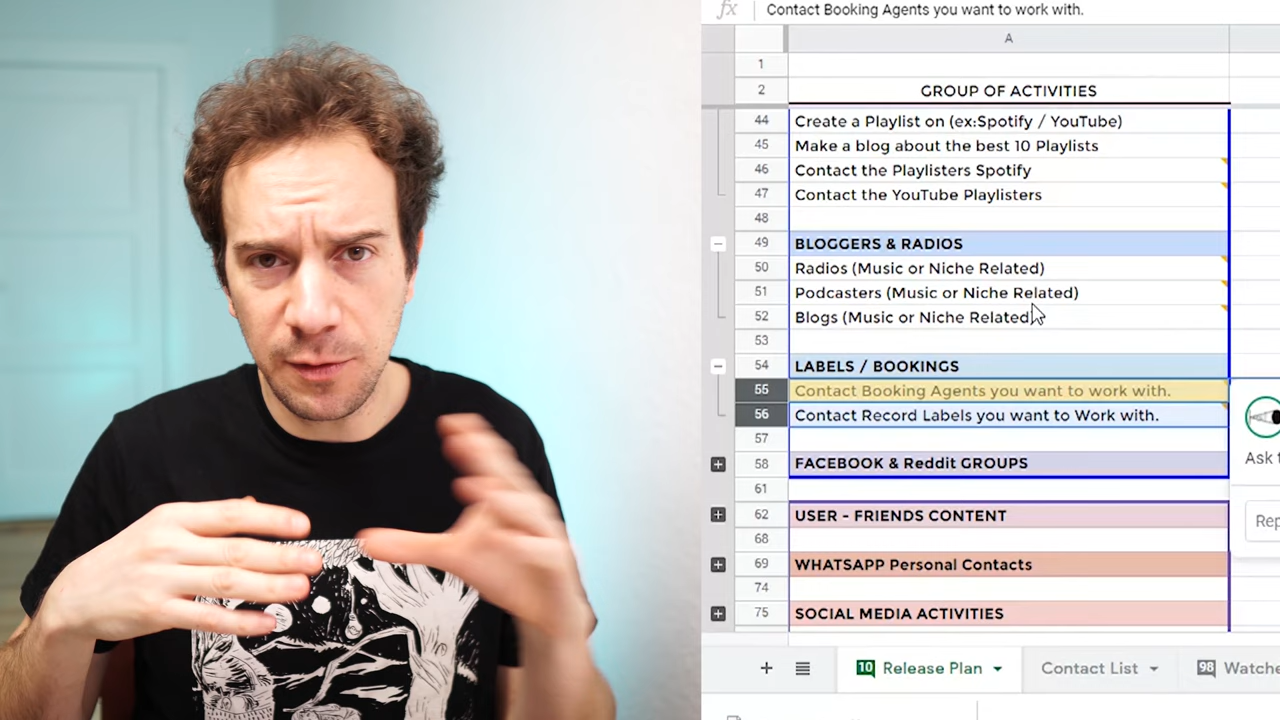 fx Contact Booking Agents you want to work with.
A
1
2 GROUP OF ACTIVITIES
44 Create a Playlist on (ex:Spotify / YouTube)
45 Make a blog about the best 10 Playlists
46 Contact the Playlisters Spotify
47 Contact the YouTube Playlisters
48
49 BLOGGERS & RADIOS
50 Radios (Music or Niche Related)
51 Podcasters (Music or Niche Related)
52 Blogs (Music or Niche Related)
53
54 LABELS / BOOKINGS
55 Contact Booking Agents you want to work with.
56 Contact Record Labels you want to Work with.
57
Ask t
58 FACEBOOK & Reddit GROUPS
61
62 USER - FRIENDS CONTENT
Rep
68
69 WHATSAPP Personal Contacts
74
75 SOCIAL MEDIA ACTIVITIES
10 Release Plan
Contact List
98 Watche